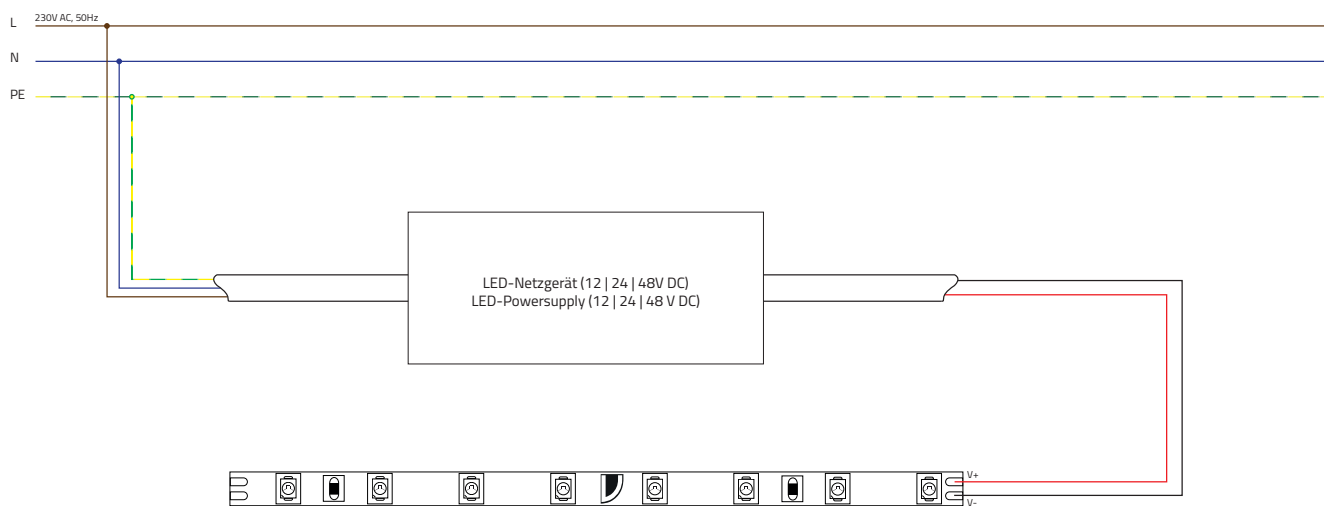 L
230V AC, 50Hz
N
PE
LED-Netzgerät (12 | 24 | 48V DC)
LED-Powersupply (12 | 24 | 48 V DC)
V+
V-